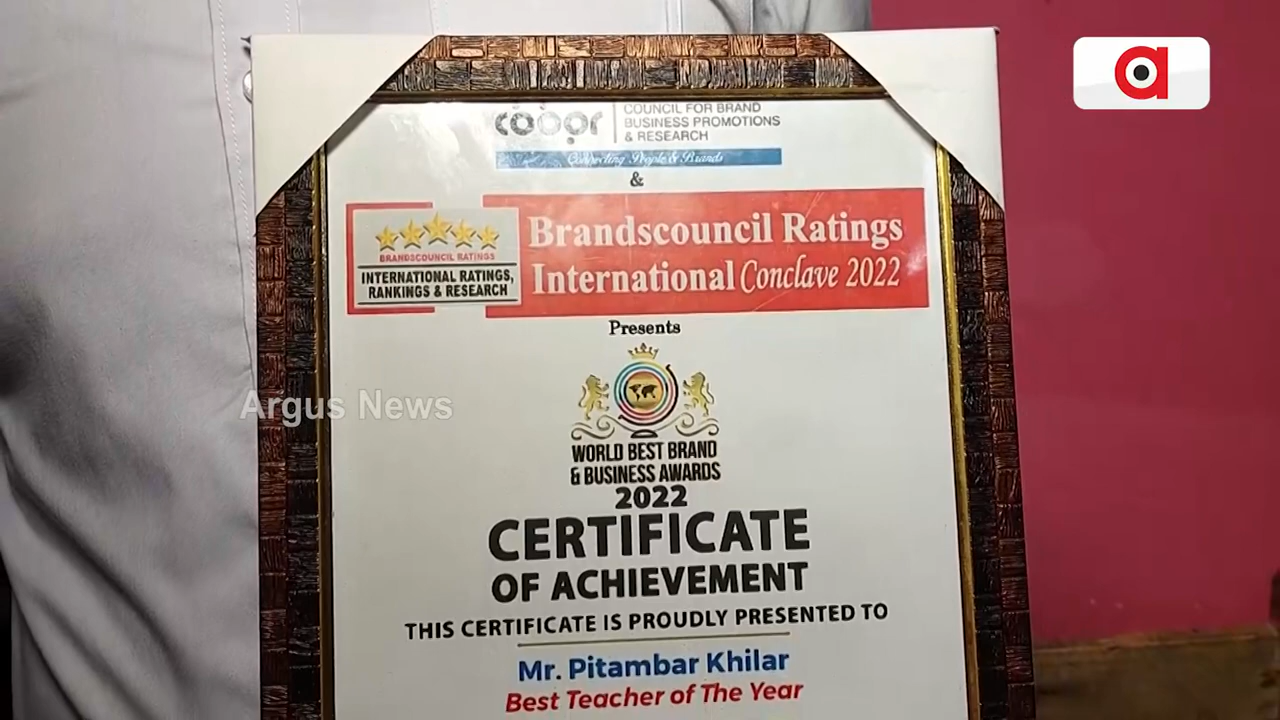 a
cobpr
COUNCIL FOR BRAND
BUSINESS PROMOTIONS
& RESEARCH
Connecting People & Brands
&
BRANDSCOUNCIL RATINGS
INTERNATIONAL RATINGS,
RANKINGS & RESEARCH
Brandscouncil Ratings
International Conclave 2022
Presents
Argus News
WORLD BEST BRAND
& BUSINESS AWARDS
2022
CERTIFICATE
OF ACHIEVEMENT
THIS CERTIFICATE IS PROUDLY PRESENTED TO
Mr. Pitambar Khilar
Best Teacher of The Year